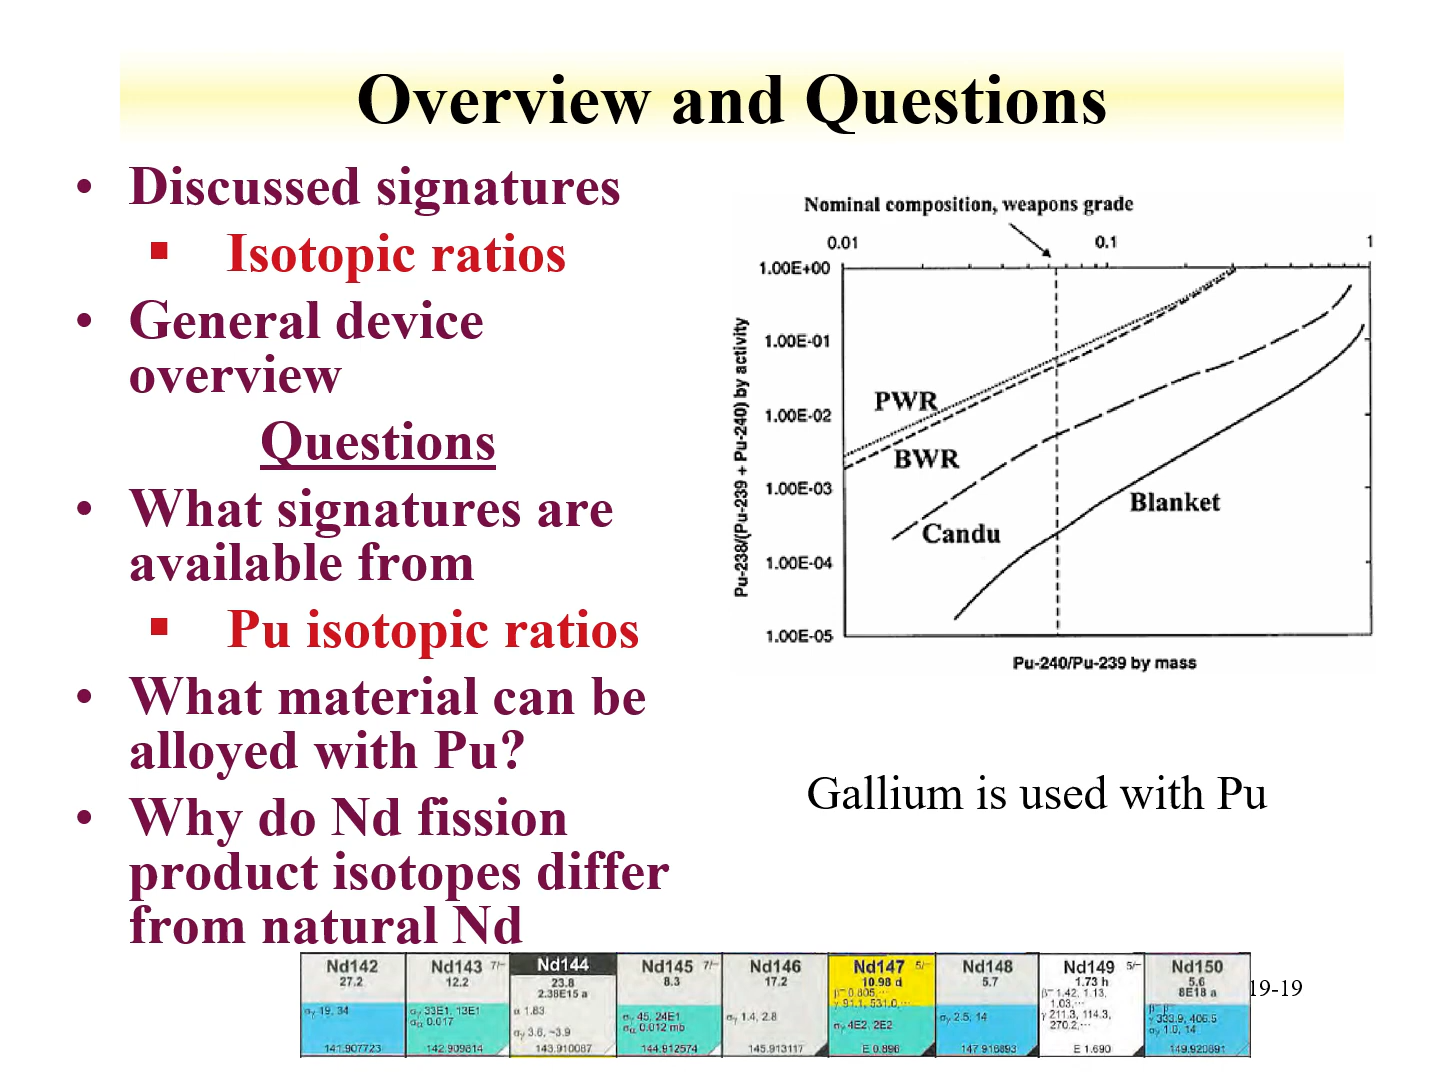 Overview and Questions
• Discussed signatures
▪ Isotopic ratios
• General device
overview
Questions
• What signatures are
available from
▪ Pu isotopic ratios
• What material can be
alloyed with Pu?
• Why do Nd fission
product isotopes differ
from natural Nd
Nominal composition, weapons grade
0.01 0.1 1
1.00E+00
1.00E-01
1.00E-02
1.00E-03
1.00E-04
1.00E-05
Pu-238/(Pu-239 + Pu-240) by activity
PWR
BWR
Candu
Blanket
Pu-240/Pu-239 by mass
Gallium is used with Pu
Nd142
27.2
σγ 19, 34
141.907723
Nd143 7/−
12.2
σγ 33E1, 13E1
σα 0.017
142.909814
Nd144
23.8
2.38E15 a
α 1.83
σγ 3.6, ~3.9
143.910087
Nd145 7/−
8.3
σγ 45, 24E1
σα 0.012 mb
144.912574
Nd146
17.2
σγ 1.4, 2.8
145.913117
Nd147 5/−
10.98 d
β− 0.805,···
γ 91.1, 531.0,···
σγ 4E2, 2E2
E 0.896
Nd148
5.7
σγ 2.5, 14
147.916893
Nd149 5/−
1.73 h
β− 1.42, 1.13,
1.03,···
γ 211.3, 114.3,
270.2,···
E 1.690
Nd150
5.6
8E18 a
β−β−
γ 333.9, 406.5
σγ 1.0, 14
149.920891
19-19